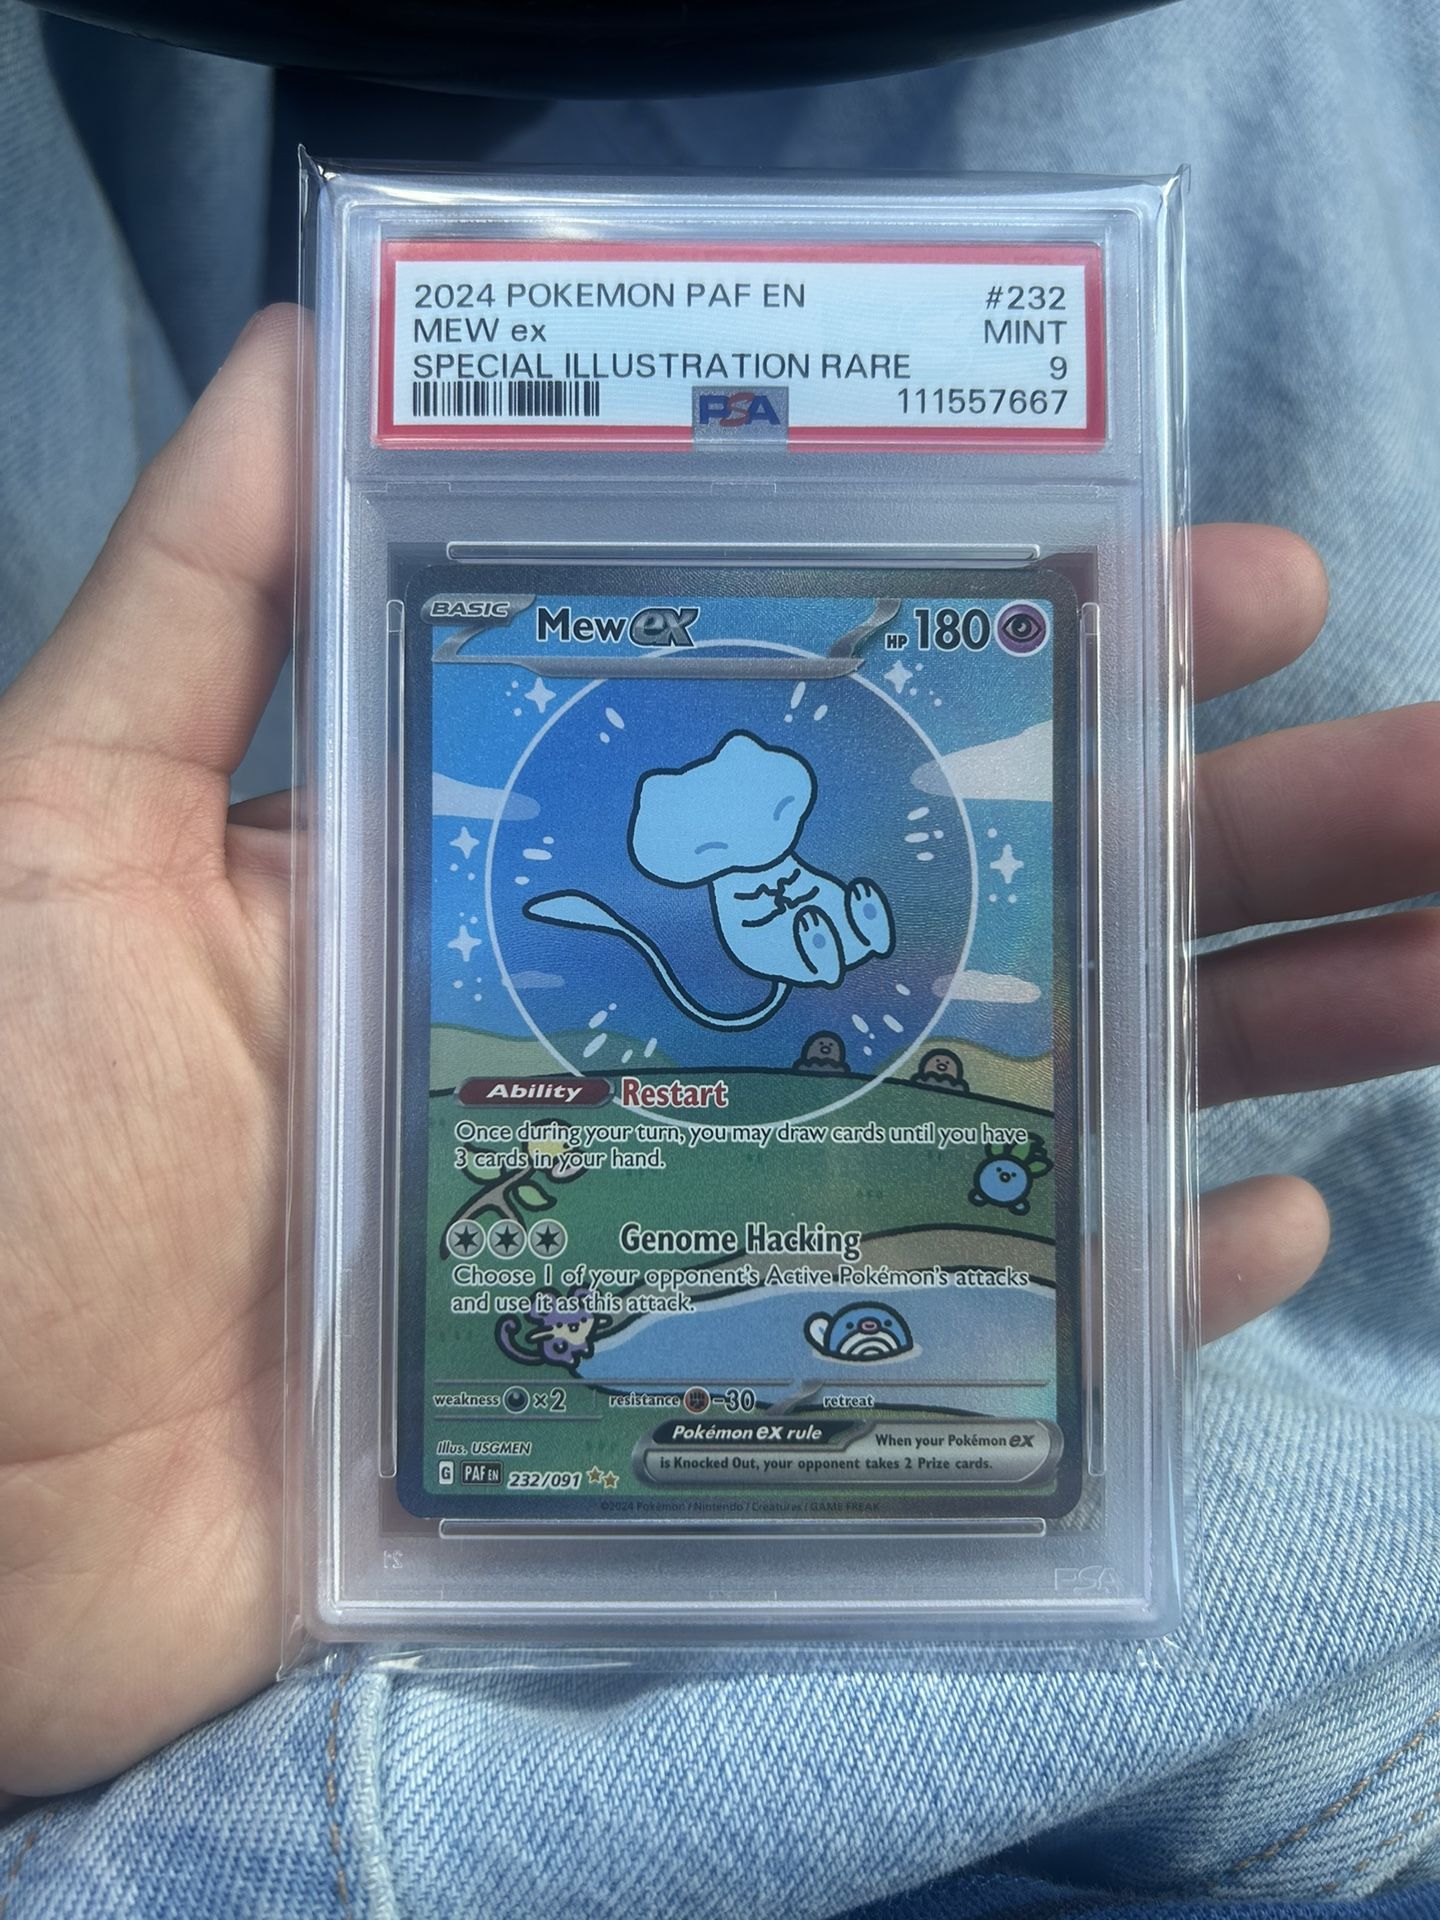 2024 POKEMON PAF EN #232
MEW ex MINT
SPECIAL ILLUSTRATION RARE 9
PSA 111557667
BASIC Mew ex HP 180
Ability Restart
Once during your turn, you may draw cards until you have
3 cards in your hand.
Genome Hacking
Choose 1 of your opponent's Active Pokémon's attacks
and use it as this attack.
weakness ×2 resistance -30 retreat
Pokémon ex rule When your Pokémon ex
is Knocked Out, your opponent takes 2 Prize cards.
Illus. USGMEN
G PAF EN 232/091
©2024 Pokémon / Nintendo / Creatures / GAME FREAK
21
PSA